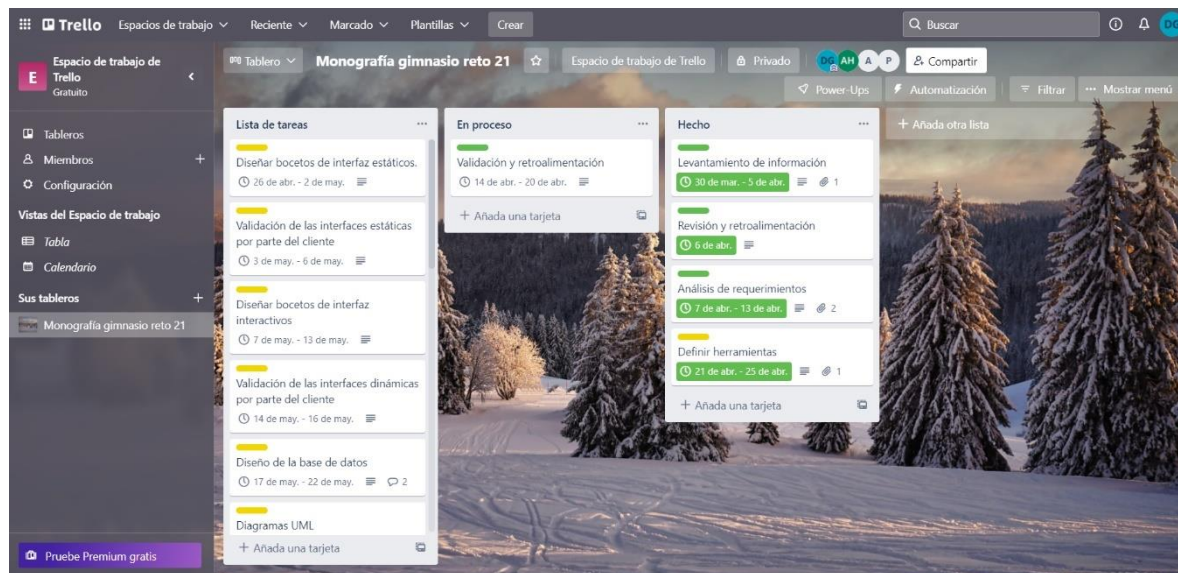 Trello Espacios de trabajo Reciente Marcado Plantillas Crear Buscar DG
E Espacio de trabajo de
Trello
Gratuito
Tableros
Miembros +
Configuración
Vistas del Espacio de trabajo
Tabla
Calendario
Sus tableros +
Monografía gimnasio reto 21
Pruebe Premium gratis
Tablero Monografía gimnasio reto 21 Espacio de trabajo de Trello Privado DG AH A P Compartir
Power-Ups Automatización Filtrar ... Mostrar menú
Lista de tareas ...
Diseñar bocetos de interfaz estáticos.
26 de abr. - 2 de may.
Validación de las interfaces estáticas
por parte del cliente
3 de may. - 6 de may.
Diseñar bocetos de interfaz
interactivos
7 de may. - 13 de may.
Validación de las interfaces dinámicas
por parte del cliente
14 de may. - 16 de may.
Diseño de la base de datos
17 de may. - 22 de may. 2
Diagramas UML
+ Añada una tarjeta
En proceso ...
Validación y retroalimentación
14 de abr. - 20 de abr.
+ Añada una tarjeta
Hecho ...
Levantamiento de información
30 de mar. - 5 de abr. 1
Revisión y retroalimentación
6 de abr.
Análisis de requerimientos
7 de abr. - 13 de abr. 2
Definir herramientas
21 de abr. - 25 de abr. 1
+ Añada una tarjeta
+ Añada otra lista